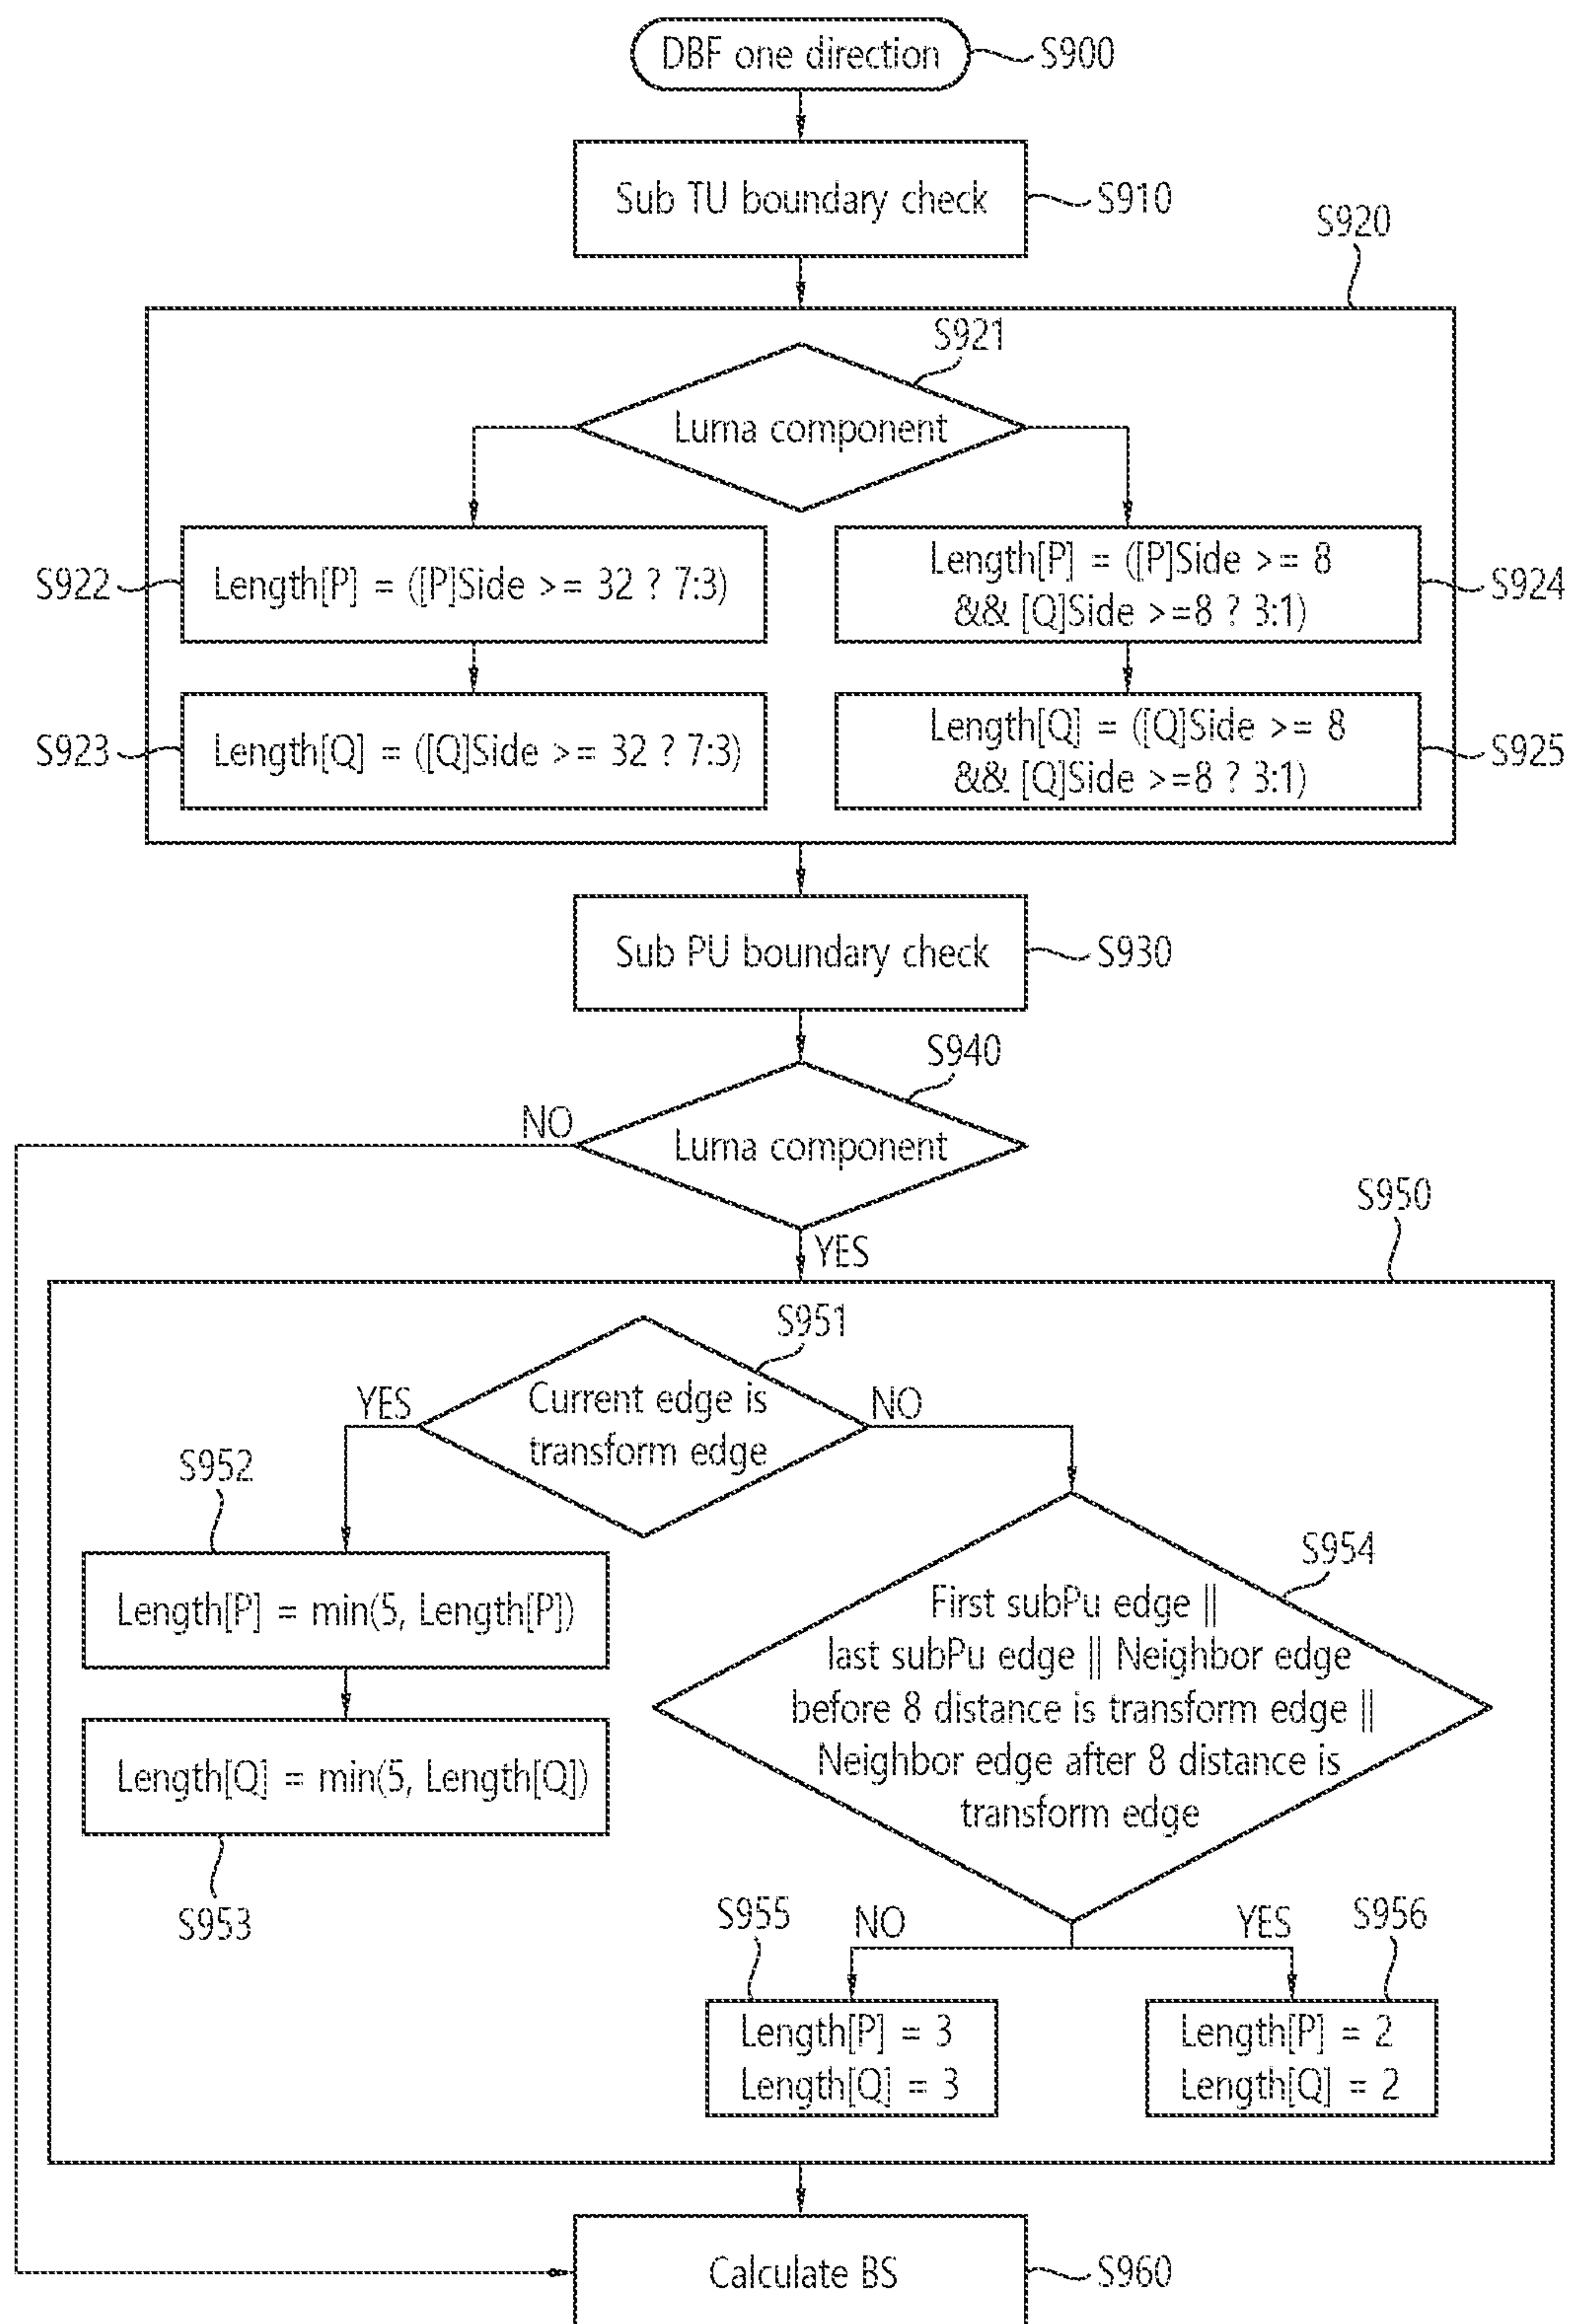 DBF one direction
S900
Sub TU boundary check
S910
S920
S921
Luma component
S922
Length[P] = ([P]Side >= 32 ? 7:3)
Length[P] = ([P]Side >= 8
&& [Q]Side >=8 ? 3:1)
S924
S923
Length[Q] = ([Q]Side >= 32 ? 7:3)
Length[Q] = ([Q]Side >= 8
&& [Q]Side >=8 ? 3:1)
S925
Sub PU boundary check
S930
S940
NO
Luma component
S950
YES
S951
YES
Current edge is
transform edge
NO
S952
Length[P] = min(5, Length[P])
S954
First subPu edge ||
last subPu edge || Neighbor edge
before 8 distance is transform edge ||
Neighbor edge after 8 distance is
transform edge
Length[Q] = min(5, Length[Q])
S953
S955
NO
YES
S956
Length[P] = 3
Length[Q] = 3
Length[P] = 2
Length[Q] = 2
Calculate BS
S960